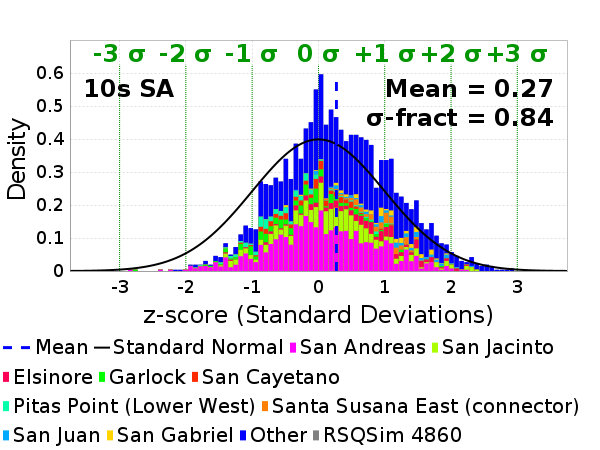 -3 σ -2 σ -1 σ 0 σ +1 σ +2 σ +3 σ
10s SA
Mean = 0.27
σ-fract = 0.84
0.6
0.5
0.4
0.3
0.2
0.1
0
Density
-3 -2 -1 0 1 2 3
z-score (Standard Deviations)
Mean Standard Normal San Andreas San Jacinto
Elsinore Garlock San Cayetano
Pitas Point (Lower West) Santa Susana East (connector)
San Juan San Gabriel Other RSQSim 4860